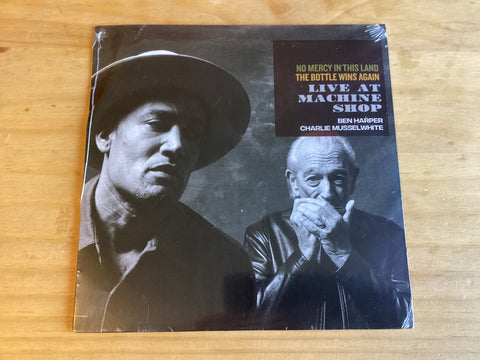 NO MERCY IN THIS LAND
THE BOTTLE WINS AGAIN
LIVE AT
MACHINE
SHOP
BEN HARPER
CHARLIE MUSSELWHITE